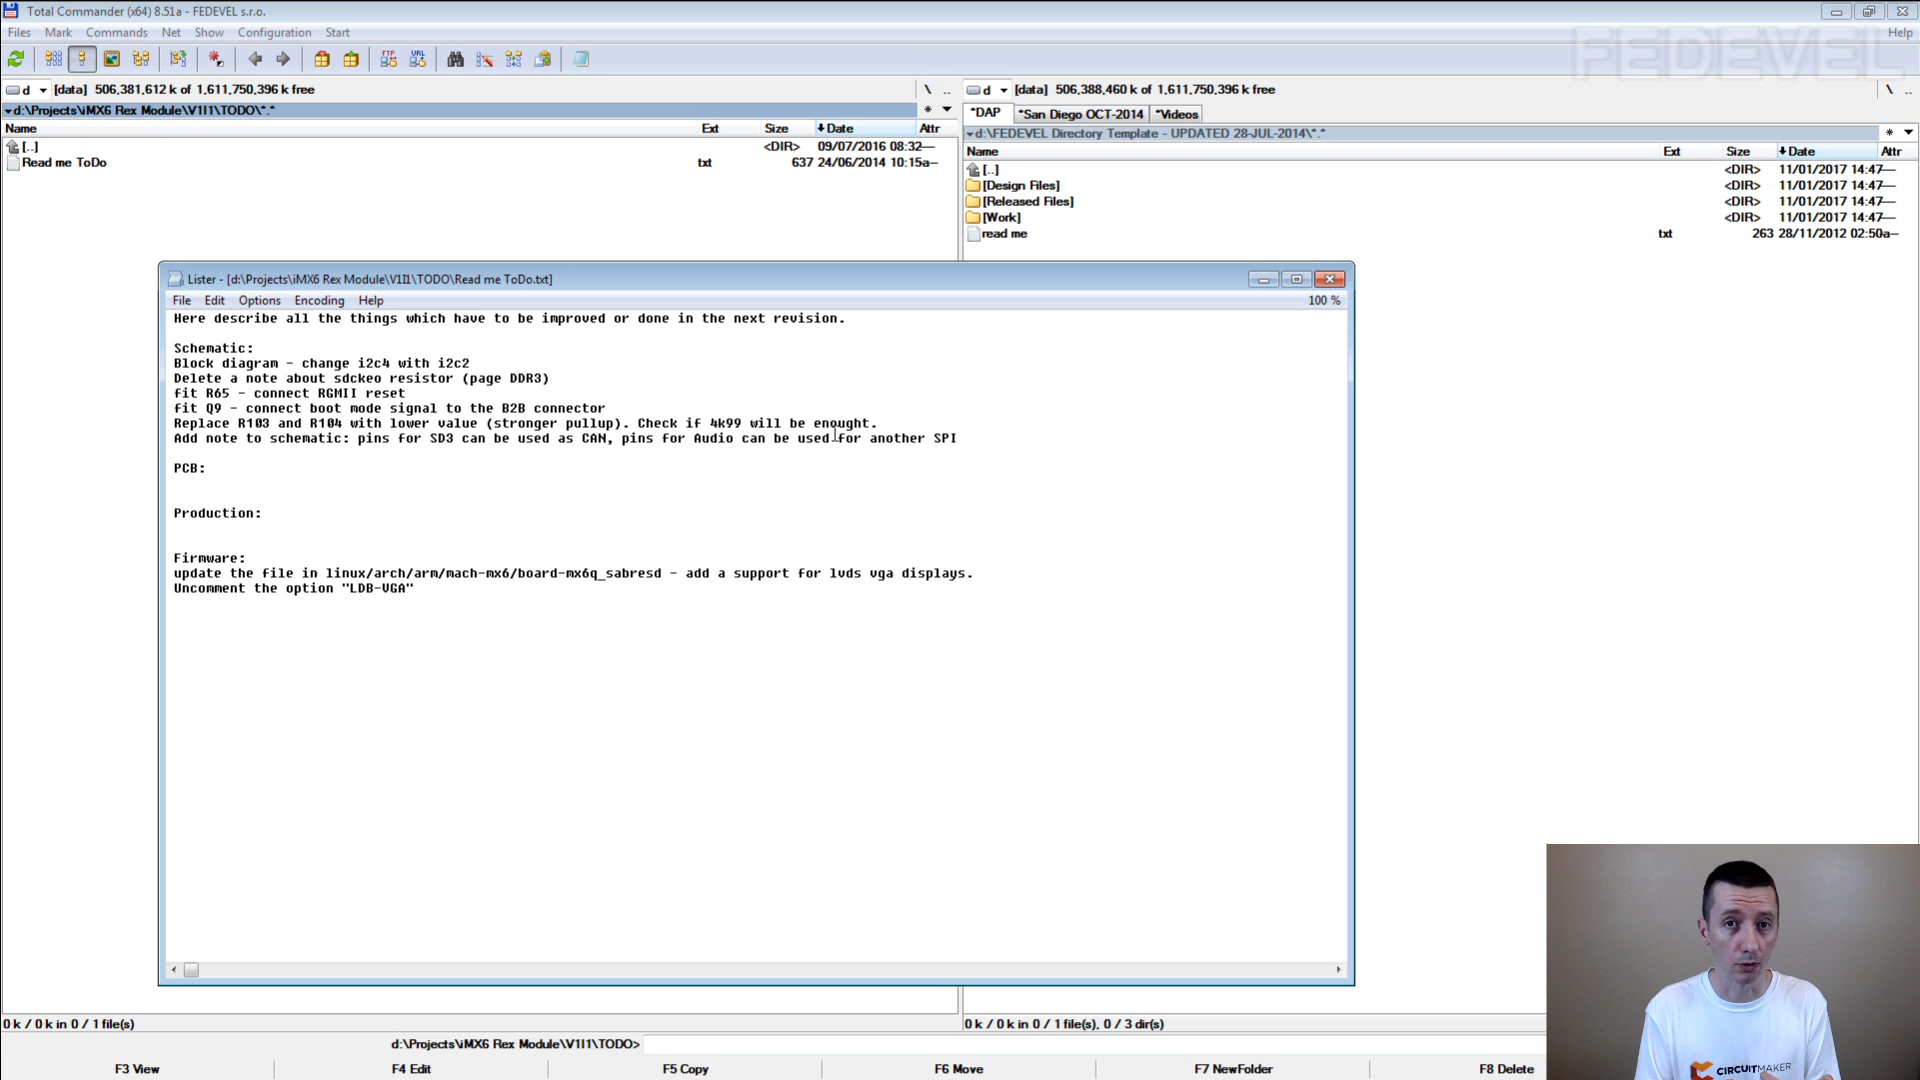 Total Commander (x64) 8.51a - FEDEVEL s.r.o.
Files Mark Commands Net Show Configuration Start Help
FEDEVEL
FTP URL
d [data] 506,381,612 k of 1,611,750,396 k free \ ..
d:\Projects\iMX6 Rex Module\V1I1\TODO\*.* *
Name Ext Size Date Attr
[..] <DIR> 09/07/2016 08:32 —
Read me ToDo txt 637 24/06/2014 10:15 a–
d [data] 506,388,460 k of 1,611,750,396 k free \ ..
*DAP *San Diego OCT-2014 *Videos
d:\FEDEVEL Directory Template - UPDATED 28-JUL-2014\*.* *
Name Ext Size Date Attr
[..] <DIR> 11/01/2017 14:47 —
[Design Files] <DIR> 11/01/2017 14:47 —
[Released Files] <DIR> 11/01/2017 14:47 —
[Work] <DIR> 11/01/2017 14:47 —
read me txt 263 28/11/2012 02:50 a–
Lister - [d:\Projects\iMX6 Rex Module\V1I1\TODO\Read me ToDo.txt]
File Edit Options Encoding Help 100 %
Here describe all the things which have to be improved or done in the next revision.
Schematic:
Block diagram - change i2c4 with i2c2
Delete a note about sdckeo resistor (page DDR3)
fit R65 - connect RGMII reset
fit Q9 - connect boot mode signal to the B2B connector
Replace R103 and R104 with lower value (stronger pullup). Check if 4k99 will be enought.
Add note to schematic: pins for SD3 can be used as CAN, pins for Audio can be used for another SPI
PCB:
Production:
Firmware:
update the file in linux/arch/arm/mach-mx6/board-mx6q_sabresd - add a support for lvds vga displays.
Uncomment the option "LDB-VGA"
0 k / 0 k in 0 / 1 file(s)
0 k / 0 k in 0 / 1 file(s), 0 / 3 dir(s)
d:\Projects\iMX6 Rex Module\V1I1\TODO>
F3 View F4 Edit F5 Copy F6 Move F7 NewFolder F8 Delete
CIRCUITMAKER